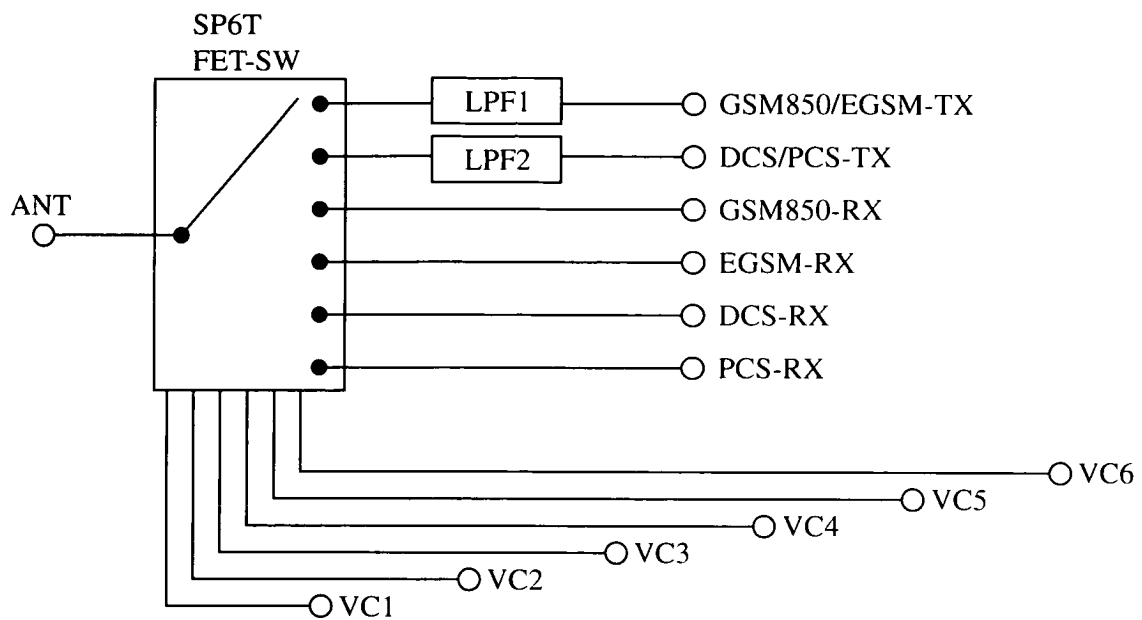 SP6T
FET-SW
LPF1
GSM850/EGSM-TX
LPF2
DCS/PCS-TX
ANT
GSM850-RX
EGSM-RX
DCS-RX
PCS-RX
VC6
VC5
VC4
VC3
VC2
VC1